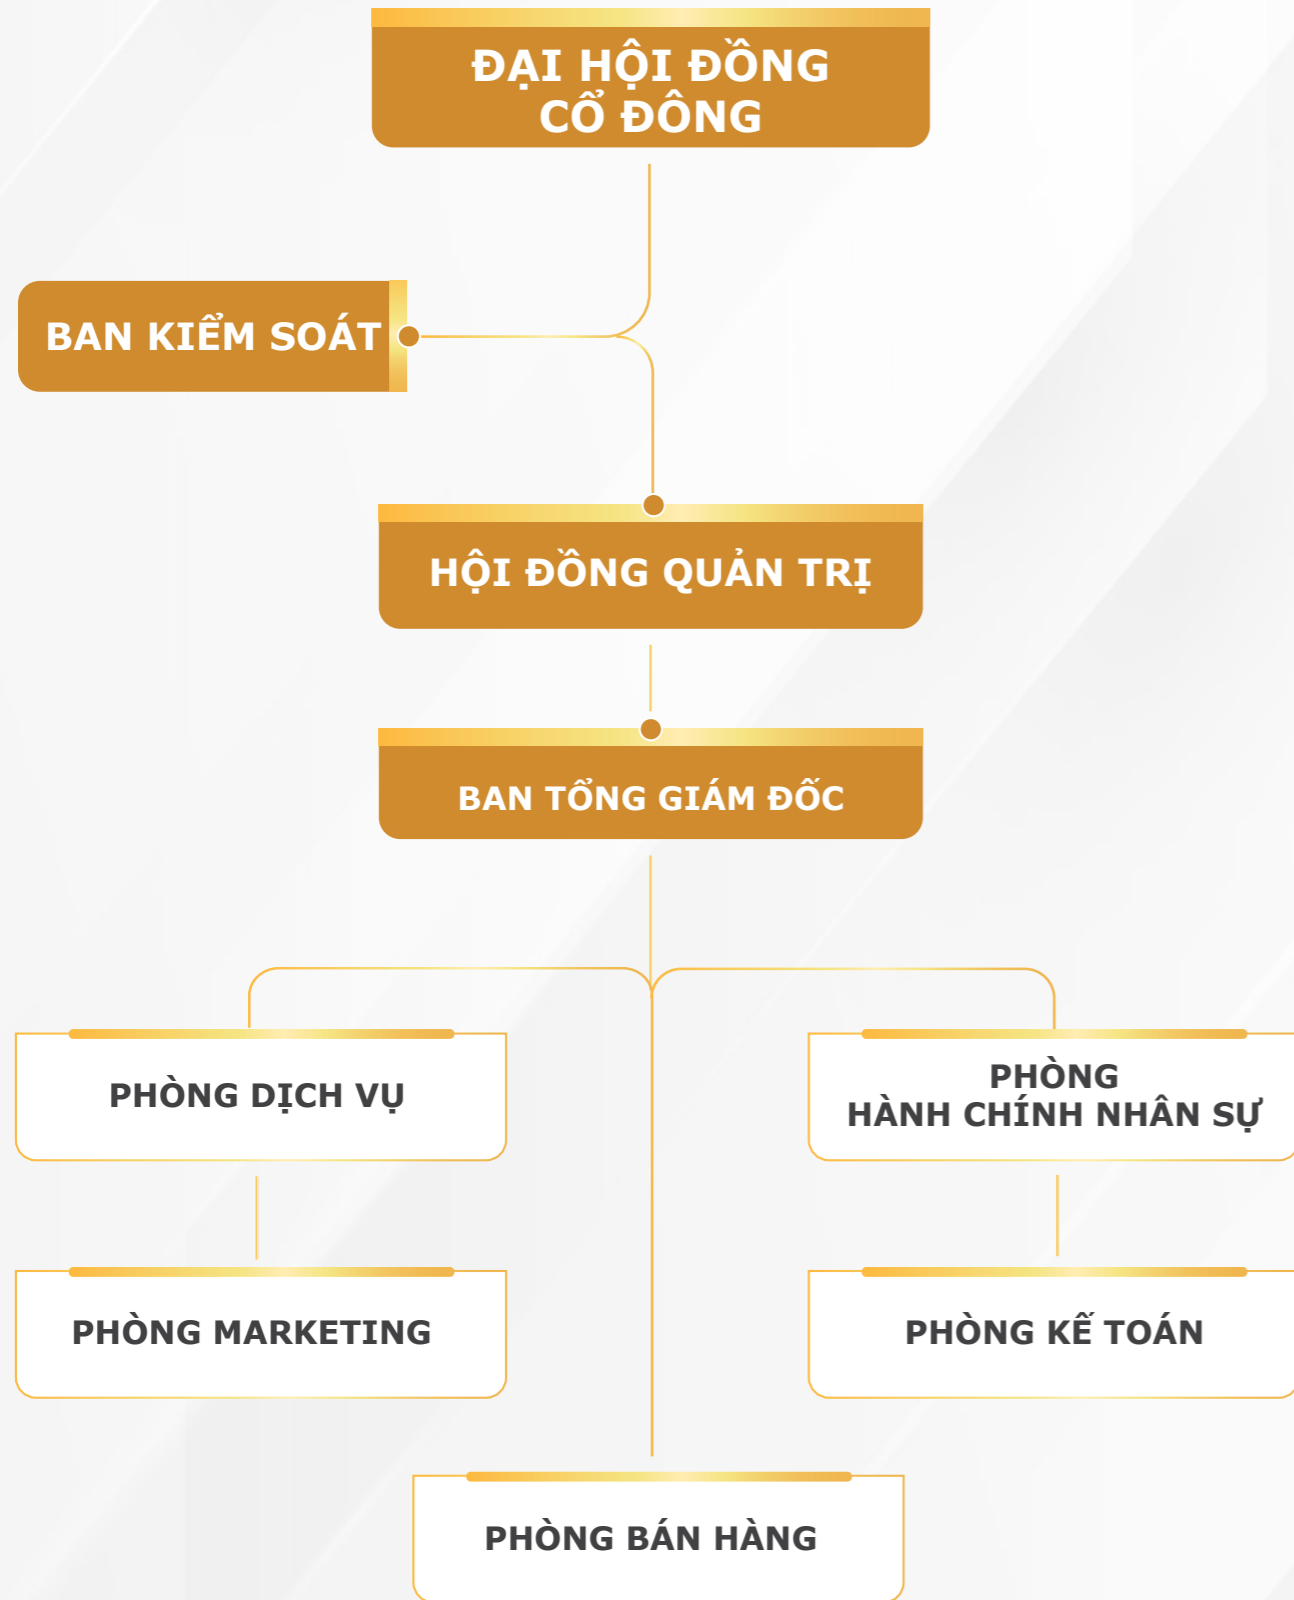 ĐẠI HỘI ĐỒNG
CỔ ĐÔNG
BAN KIỂM SOÁT
HỘI ĐỒNG QUẢN TRỊ
BAN TỔNG GIÁM ĐỐC
PHÒNG DỊCH VỤ
PHÒNG
HÀNH CHÍNH NHÂN SỰ
PHÒNG MARKETING
PHÒNG KẾ TOÁN
PHÒNG BÁN HÀNG